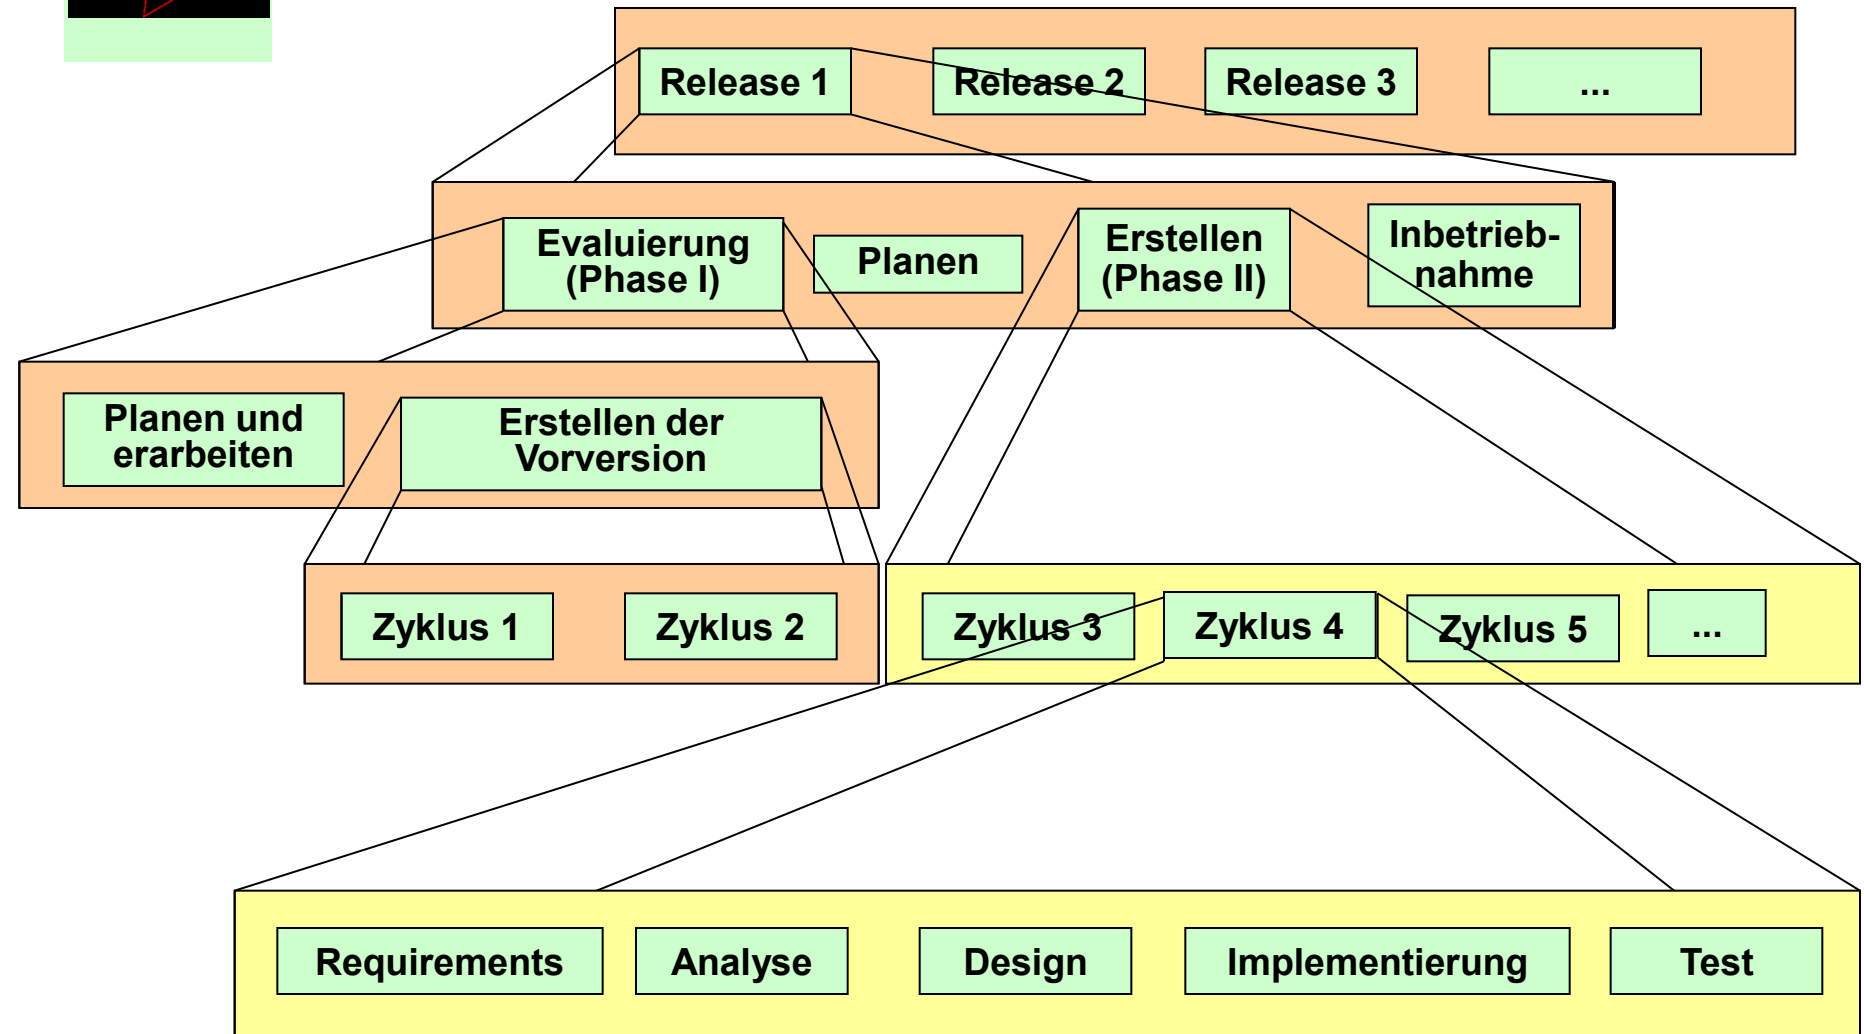 Release 1
Release 2
Release 3
...
Evaluierung
(Phase I)
Planen
Erstellen
(Phase II)
Inbetrieb-
nahme
Planen und
erarbeiten
Erstellen der
Vorversion
Zyklus 1
Zyklus 2
Zyklus 3
Zyklus 4
Zyklus 5
...
Requirements
Analyse
Design
Implementierung
Test